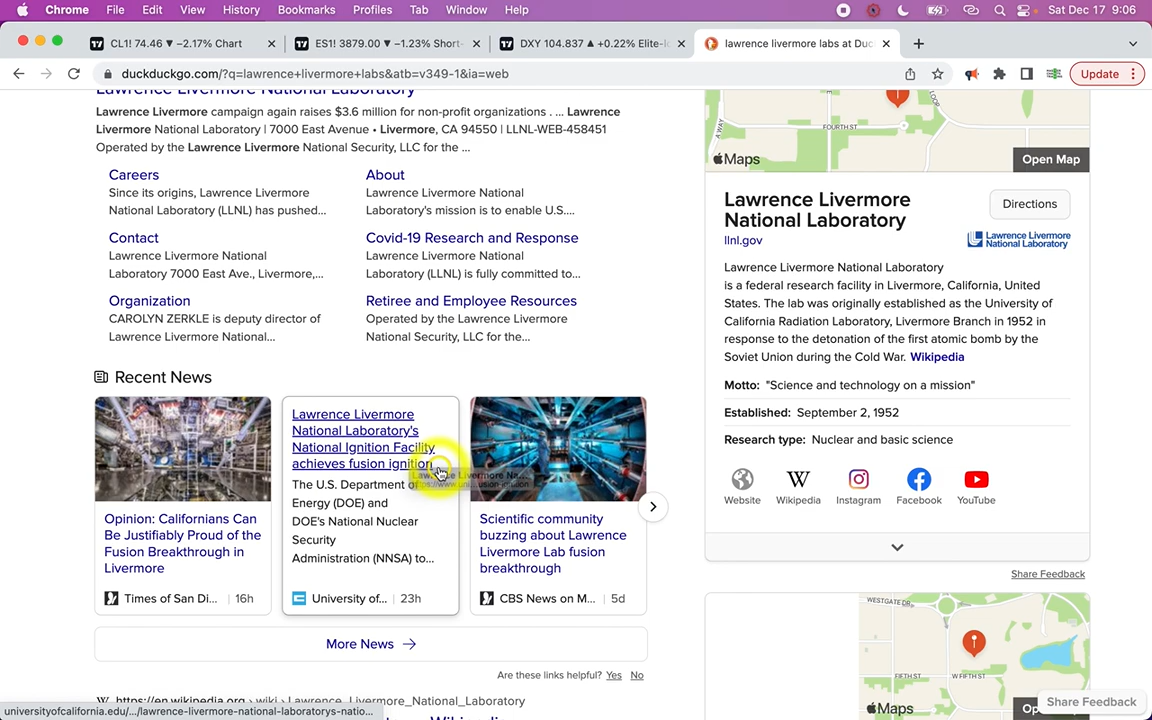 Chrome File Edit View History Bookmarks Profiles Tab Window Help Sat Dec 17 9:06
CL1! 74.46 ▼ −2.17% Chart
ES1! 3879.00 ▼ −1.23% Short-
DXY 104.837 ▲ +0.22% Elite-
lawrence livermore labs at Duc
duckduckgo.com/?q=lawrence+livermore+labs&atb=v349-1&ia=web
Update
Lawrence Livermore National Laboratory
Lawrence Livermore campaign again raises $3.6 million for non-profit organizations . ... Lawrence
Livermore National Laboratory | 7000 East Avenue • Livermore, CA 94550 | LLNL-WEB-458451
Operated by the Lawrence Livermore National Security, LLC for the ...
Careers
Since its origins, Lawrence Livermore
National Laboratory (LLNL) has pushed...
About
Lawrence Livermore National
Laboratory's mission is to enable U.S....
Contact
Lawrence Livermore National
Laboratory 7000 East Ave., Livermore,...
Covid-19 Research and Response
Lawrence Livermore National
Laboratory (LLNL) is fully committed to...
Organization
CAROLYN ZERKLE is deputy director of
Lawrence Livermore National...
Retiree and Employee Resources
Operated by the Lawrence Livermore
National Security, LLC for the...
Recent News
Opinion: Californians Can
Be Justifiably Proud of the
Fusion Breakthrough in
Livermore
Times of San Di... 16h
Lawrence Livermore
National Laboratory's
National Ignition Facility
achieves fusion ignition
The U.S. Department of
Energy (DOE) and
DOE's National Nuclear
Security
Administration (NNSA) to...
University of... 23h
Scientific community
buzzing about Lawrence
Livermore Lab fusion
breakthrough
CBS News on M... 5d
More News →
Are these links helpful? Yes No
W https://en.wikipedia.org › wiki › Lawrence_Livermore_National_Laboratory
universityofcalifornia.edu/.../lawrence-livermore-national-laboratorys-natio...
A WAY
LOOP
FOURTH ST
Maps
Open Map
Lawrence Livermore
National Laboratory
Directions
llnl.gov
Lawrence Livermore
National Laboratory
Lawrence Livermore National Laboratory
is a federal research facility in Livermore, California, United
States. The lab was originally established as the University of
California Radiation Laboratory, Livermore Branch in 1952 in
response to the detonation of the first atomic bomb by the
Soviet Union during the Cold War. Wikipedia
Motto: "Science and technology on a mission"
Established: September 2, 1952
Research type: Nuclear and basic science
Website Wikipedia Instagram Facebook YouTube
Share Feedback
WESTGATE DR.
FIFTH ST
W FIFTH ST
Maps
Share Feedback